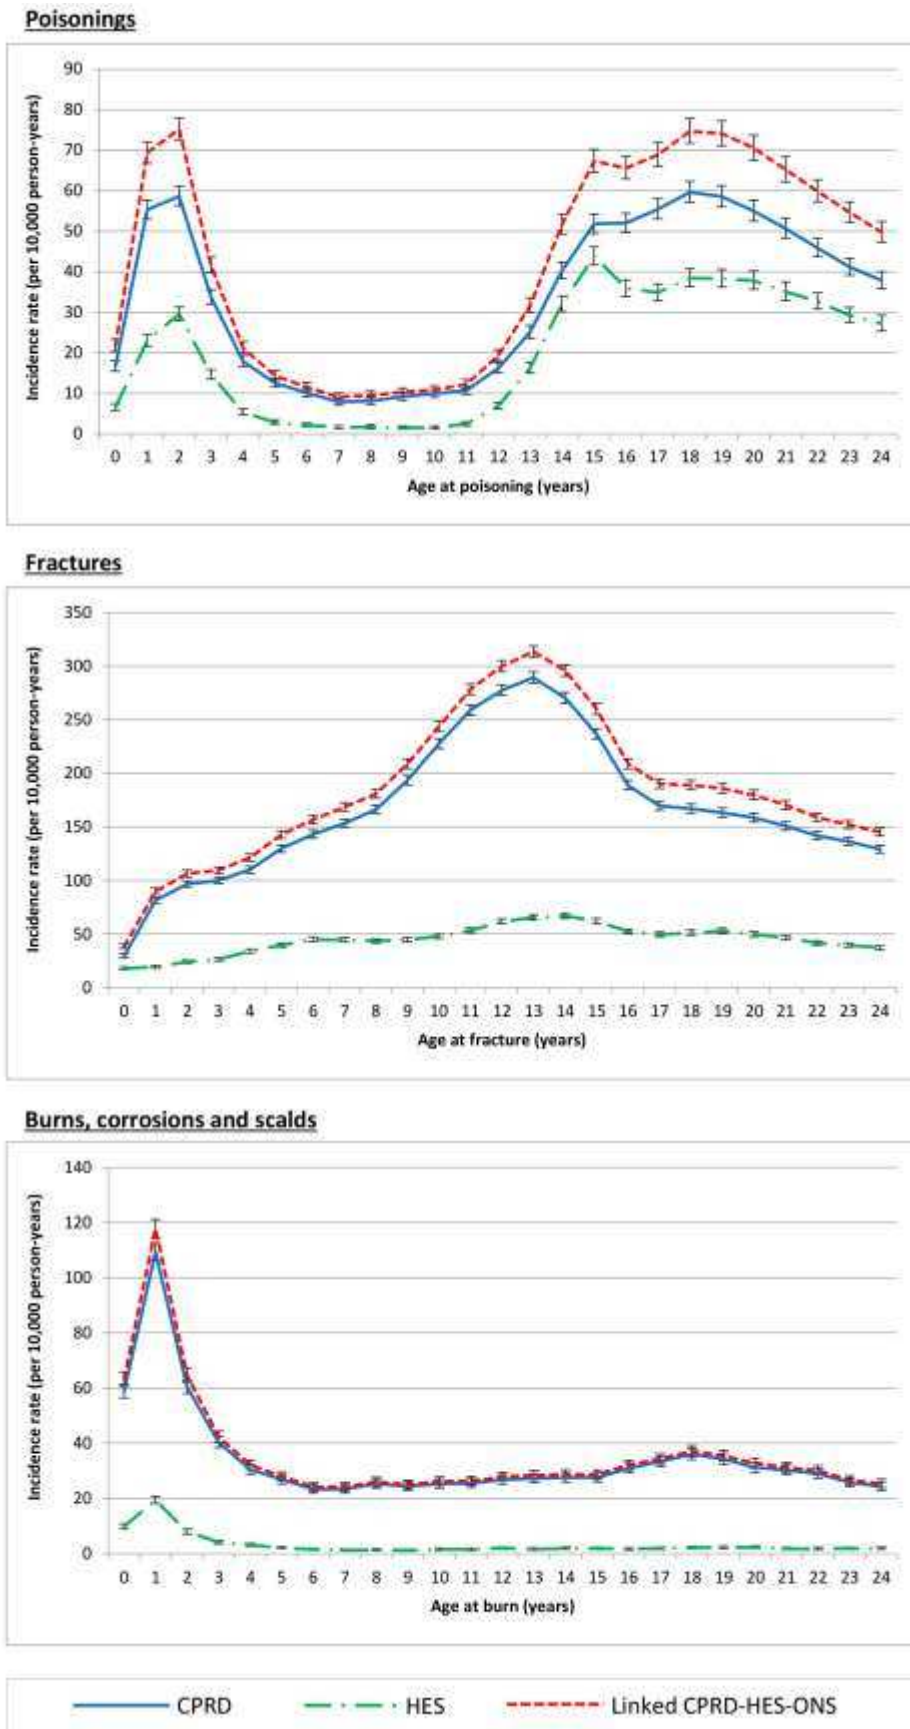 Poisonings
Incidence rate (per 10,000 person-years)
90
80
70
60
50
40
30
20
10
0
0 1 2 3 4 5 6 7 8 9 10 11 12 13 14 15 16 17 18 19 20 21 22 23 24
Age at poisoning (years)
Fractures
Incidence rate (per 10,000 person-years)
350
300
250
200
150
100
50
0
0 1 2 3 4 5 6 7 8 9 10 11 12 13 14 15 16 17 18 19 20 21 22 23 24
Age at fracture (years)
Burns, corrosions and scalds
Incidence rate (per 10,000 person-years)
140
120
100
80
60
40
20
0
0 1 2 3 4 5 6 7 8 9 10 11 12 13 14 15 16 17 18 19 20 21 22 23 24
Age at burn (years)
CPRD HES Linked CPRD-HES-ONS